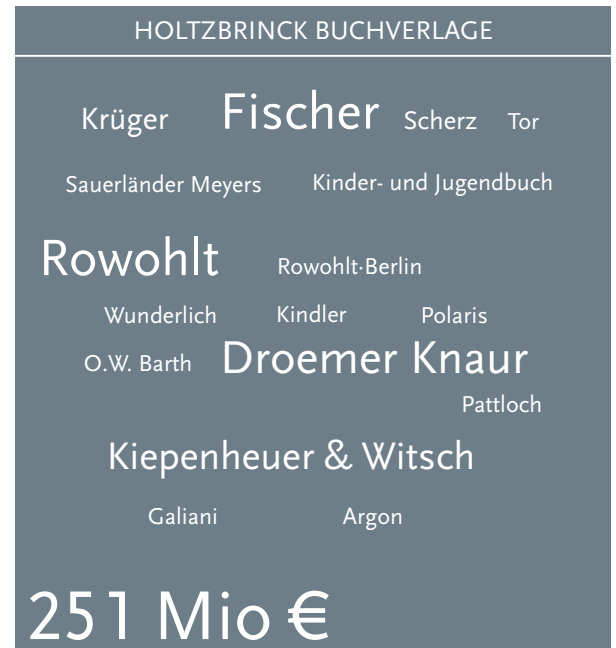 HOLTZBRINCK BUCHVERLAGE
Krüger Fischer Scherz Tor
Sauerländer Meyers Kinder- und Jugendbuch
Rowohlt Rowohlt·Berlin
Wunderlich Kindler Polaris
O.W. Barth Droemer Knaur
Pattloch
Kiepenheuer & Witsch
Galiani Argon
251 Mio €